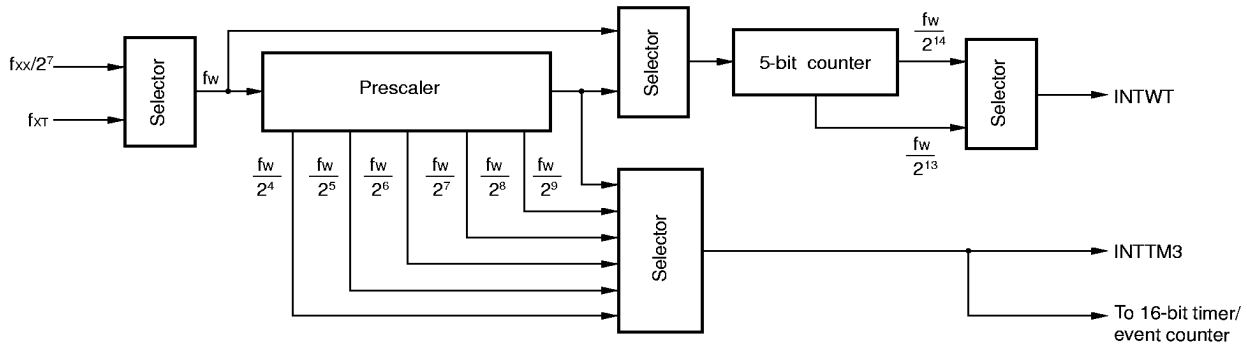 fXX/2⁷
fXT
Selector
fW
Prescaler
Selector
5-bit counter
fW
2¹⁴
fW
2¹³
Selector
INTWT
fW
2⁴
fW
2⁵
fW
2⁶
fW
2⁷
fW
2⁸
fW
2⁹
Selector
INTTM3
To 16-bit timer/
event counter